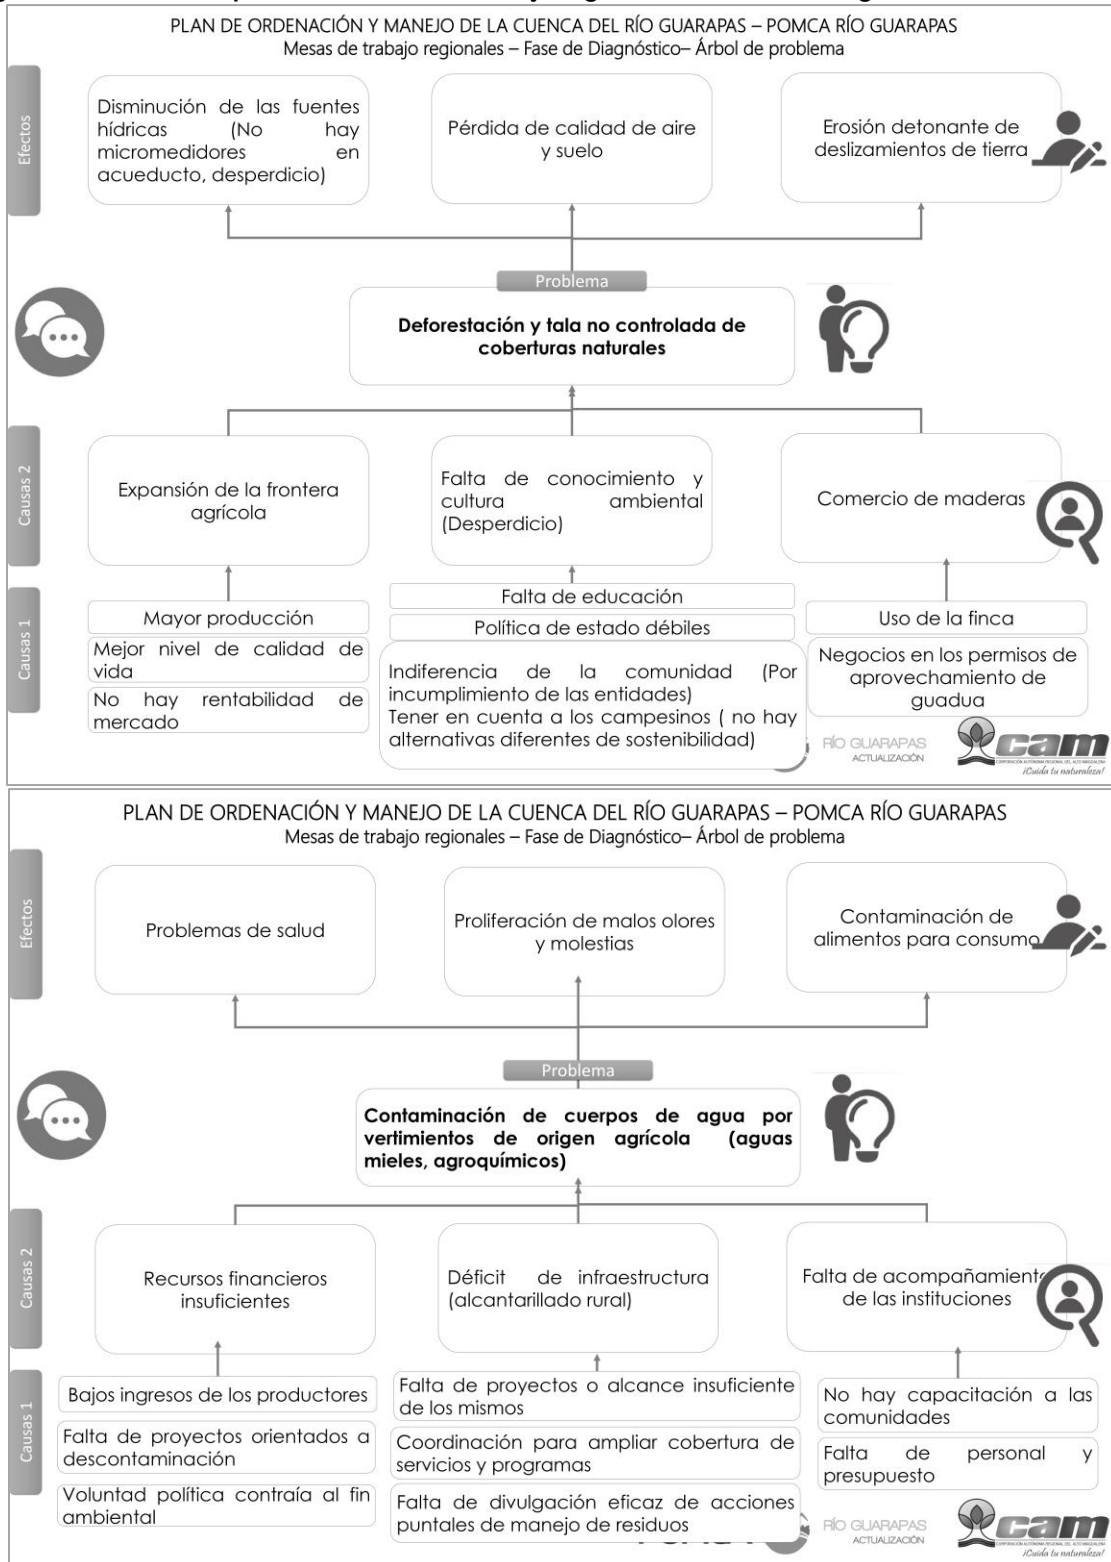 PLAN DE ORDENACIÓN Y MANEJO DE LA CUENCA DEL RÍO GUARAPAS – POMCA RÍO GUARAPAS
Mesas de trabajo regionales – Fase de Diagnóstico– Árbol de problema
Efectos
Disminución de las fuentes
hídricas (No hay
micromedidores en
acueducto, desperdicio)
Pérdida de calidad de aire
y suelo
Erosión detonante de
deslizamientos de tierra
Problema
Deforestación y tala no controlada de
coberturas naturales
Causas 2
Expansión de la frontera
agrícola
Falta de conocimiento y
cultura ambiental
(Desperdicio)
Comercio de maderas
Causas 1
Mayor producción
Mejor nivel de calidad de
vida
No hay rentabilidad de
mercado
Falta de educación
Política de estado débiles
Indiferencia de la comunidad (Por
incumplimiento de las entidades)
Tener en cuenta a los campesinos ( no hay
alternativas diferentes de sostenibilidad)
Uso de la finca
Negocios en los permisos de
aprovechamiento de
guadua
RÍO GUARAPAS
ACTUALIZACIÓN
cam
CORPORACIÓN AUTÓNOMA REGIONAL DEL ALTO MAGDALENA
¡Cuida tu naturaleza!
PLAN DE ORDENACIÓN Y MANEJO DE LA CUENCA DEL RÍO GUARAPAS – POMCA RÍO GUARAPAS
Mesas de trabajo regionales – Fase de Diagnóstico– Árbol de problema
Efectos
Problemas de salud
Proliferación de malos olores
y molestias
Contaminación de
alimentos para consumo
Problema
Contaminación de cuerpos de agua por
vertimientos de origen agrícola (aguas
mieles, agroquímicos)
Causas 2
Recursos financieros
insuficientes
Déficit de infraestructura
(alcantarillado rural)
Falta de acompañamiento
de las instituciones
Causas 1
Bajos ingresos de los productores
Falta de proyectos orientados a
descontaminación
Voluntad política contraía al fin
ambiental
Falta de proyectos o alcance insuficiente
de los mismos
Coordinación para ampliar cobertura de
servicios y programas
Falta de divulgación eficaz de acciones
puntales de manejo de residuos
No hay capacitación a las
comunidades
Falta de personal y
presupuesto
RÍO GUARAPAS
ACTUALIZACIÓN
cam
CORPORACIÓN AUTÓNOMA REGIONAL DEL ALTO MAGDALENA
¡Cuida tu naturaleza!